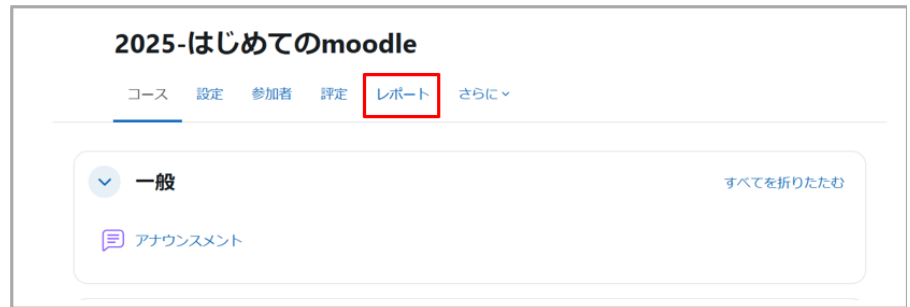 2025-はじめてのmoodle
コース 設定 参加者 評定 レポート さらに
一般 すべてを折りたたむ
アナウンスメント